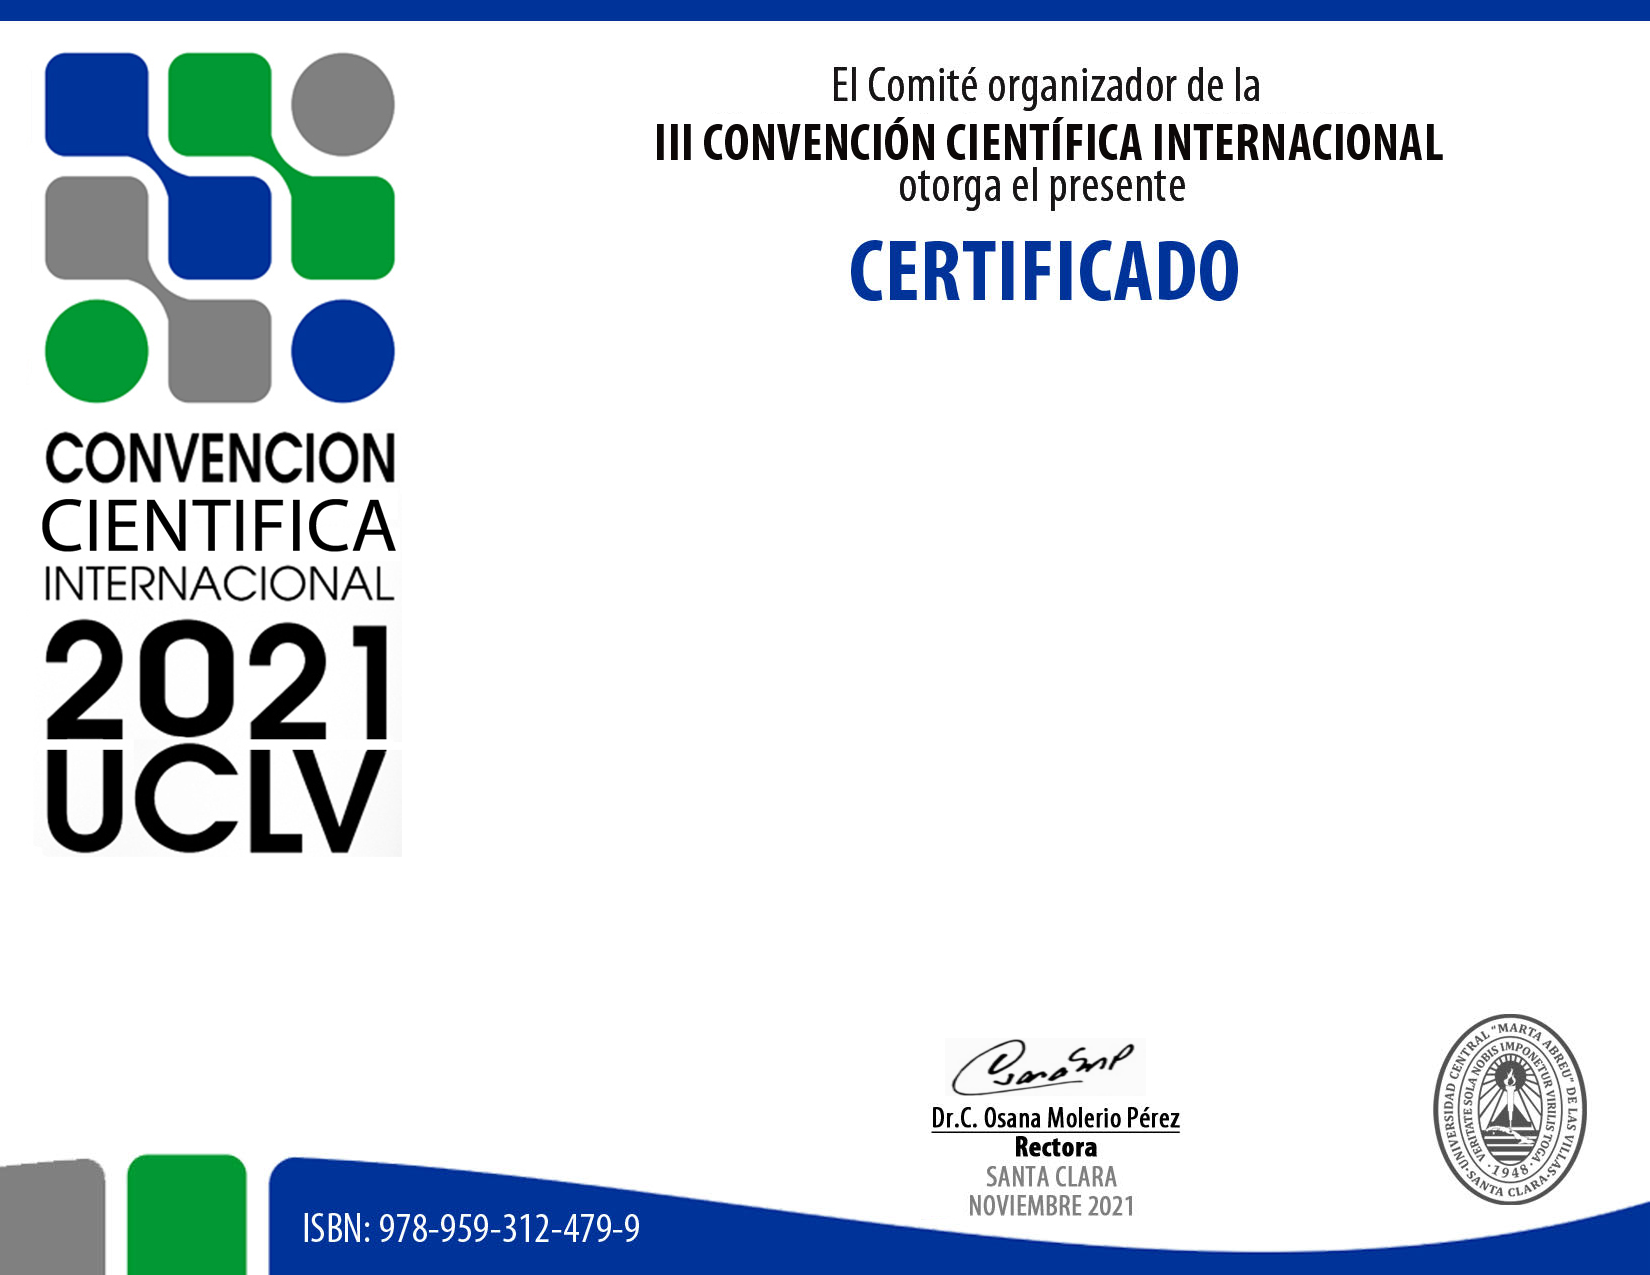 El Comité organizador de la
III CONVENCIÓN CIENTÍFICA INTERNACIONAL
otorga el presente
CERTIFICADO
CONVENCION
CIENTIFICA
INTERNACIONAL
2021
UCLV
Dr.C. Osana Molerio Pérez
Rectora
SANTA CLARA
NOVIEMBRE 2021
UNIVERSIDAD CENTRAL "MARTA ABREU" DE LAS VILLAS
SANTA CLARA
VERITATE SOLA NOBIS IMPONETUR VIRILIS TOGA
1948
ISBN: 978-959-312-479-9